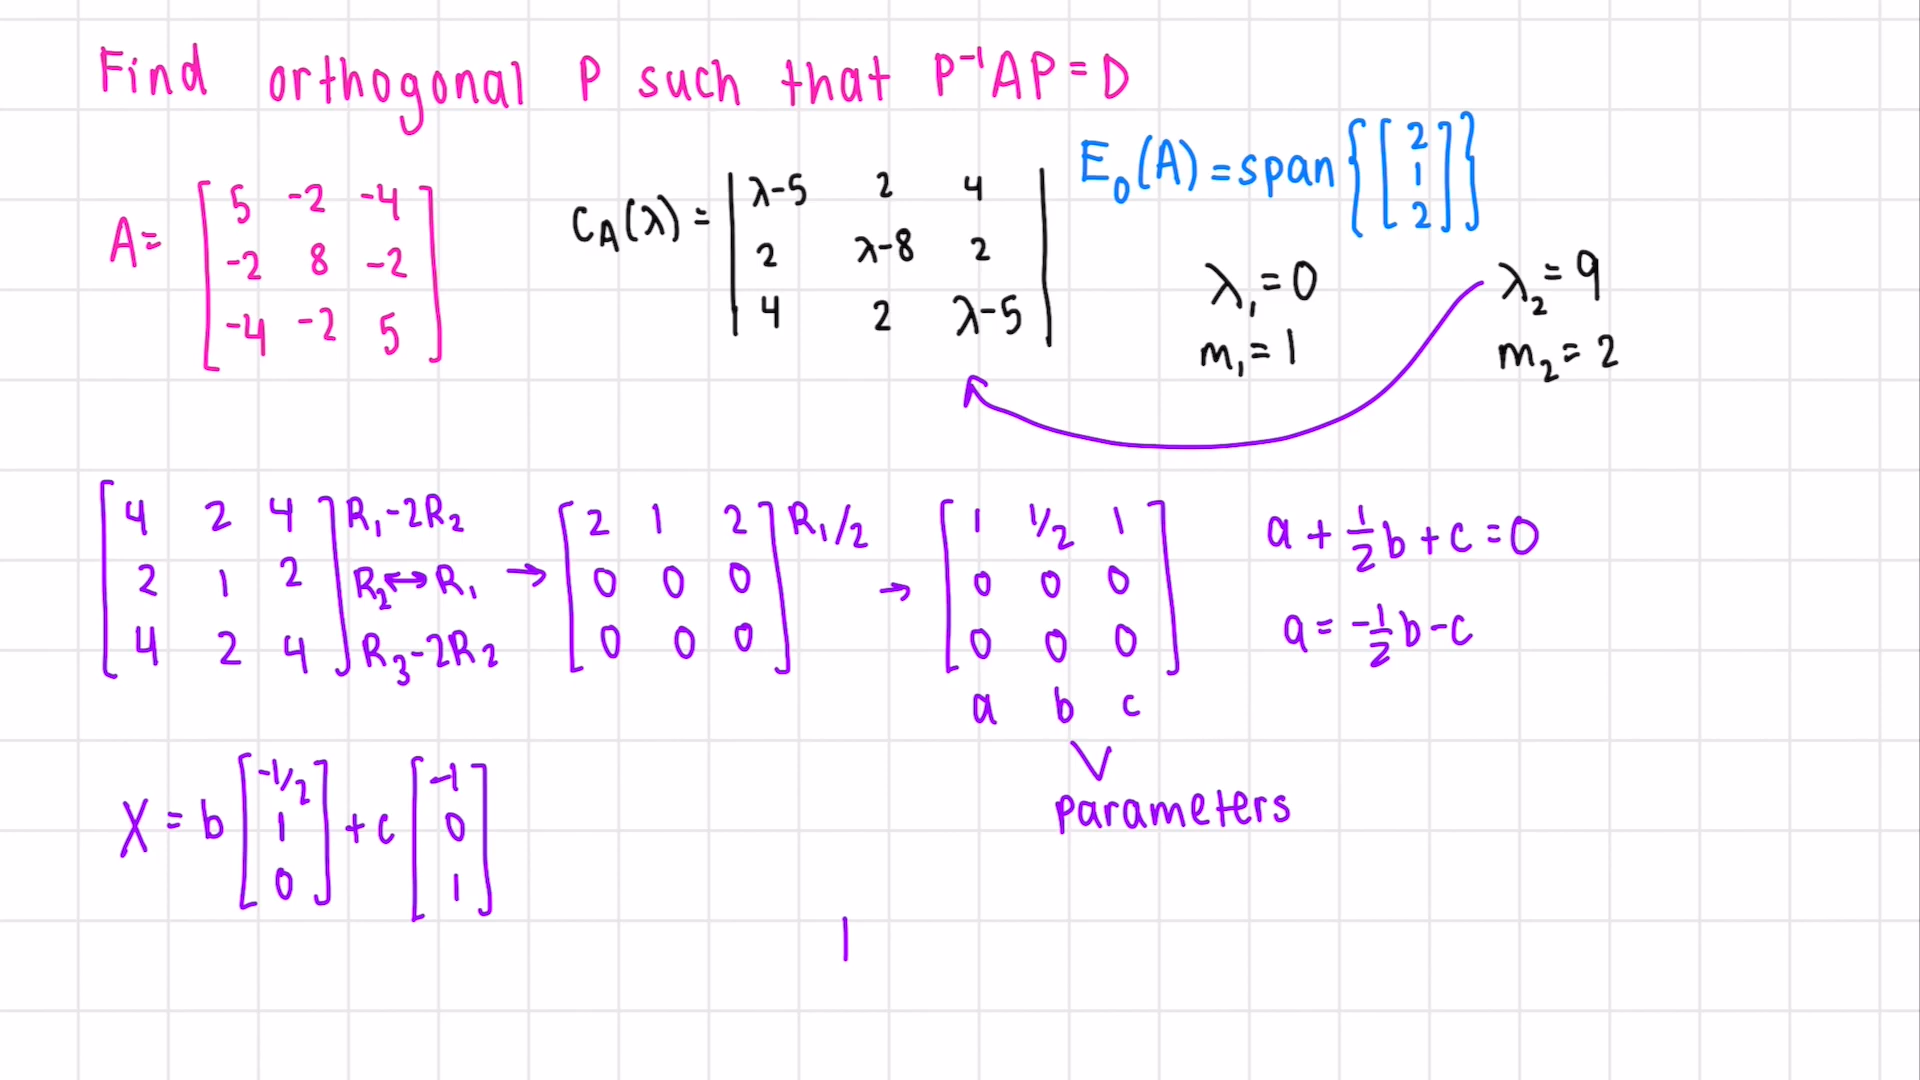 Find orthogonal P such that P⁻¹AP=D
A= [5 -2 -4
-2 8 -2
-4 -2 5]
C_A(λ) = |λ-5 2 4
2 λ-8 2
4 2 λ-5|
E₀(A) = span{[2
1
2]}
λ₁=0 λ₂=9
m₁=1 m₂=2
[4 2 4] R₁-2R₂ → [2 1 2] R₁/2 → [1 1/2 1] a + 1/2 b + c = 0
[2 1 2] R₂↔R₁ [0 0 0] [0 0 0]
[4 2 4] R₃-2R₂ [0 0 0] [0 0 0] a = -1/2 b - c
a b c
V
parameters
X = b [-1/2
1
0] + c [-1
0
1]
|